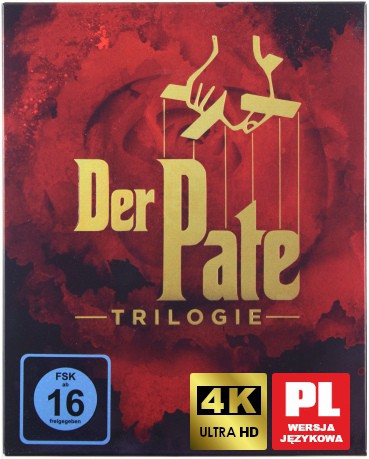 Der
Pate
TRILOGIE
FSK
ab
16
freigegeben
4K
ULTRA HD
PL
WERSJA
JĘZYKOWA